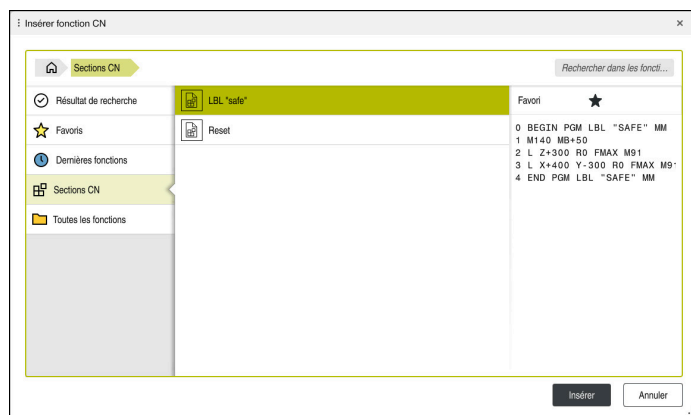 Insérer fonction CN
Sections CN
Rechercher dans les foncti...
Résultat de recherche
Favoris
Dernières fonctions
Sections CN
Toutes les fonctions
LBL "safe"
Reset
Favori
0 BEGIN PGM LBL "SAFE" MM
1 M140 MB+50
2 L Z+300 R0 FMAX M91
3 L X+400 Y-300 R0 FMAX M9
4 END PGM LBL "SAFE" MM
Insérer
Annuler